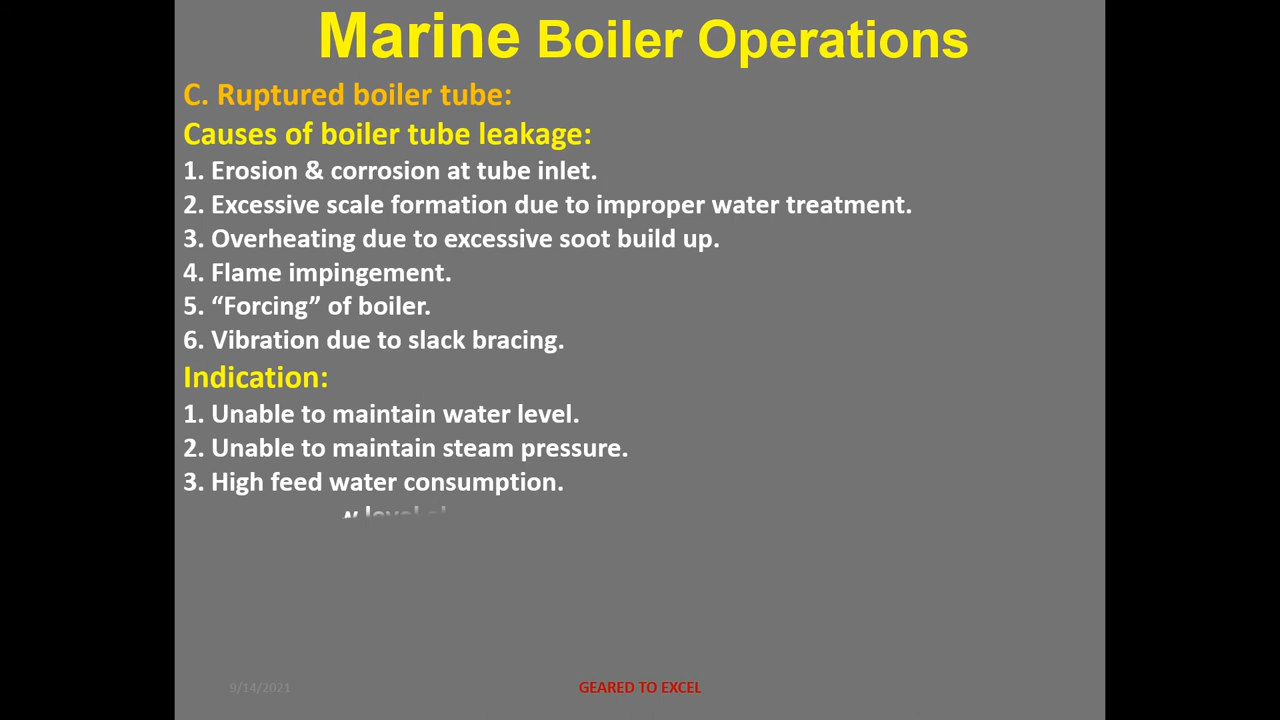 Marine Boiler Operations
C. Ruptured boiler tube:
Causes of boiler tube leakage:
1. Erosion & corrosion at tube inlet.
2. Excessive scale formation due to improper water treatment.
3. Overheating due to excessive soot build up.
4. Flame impingement.
5. “Forcing” of boiler.
6. Vibration due to slack bracing.
Indication:
1. Unable to maintain water level.
2. Unable to maintain steam pressure.
3. High feed water consumption.
level
9/14/2021
GEARED TO EXCEL